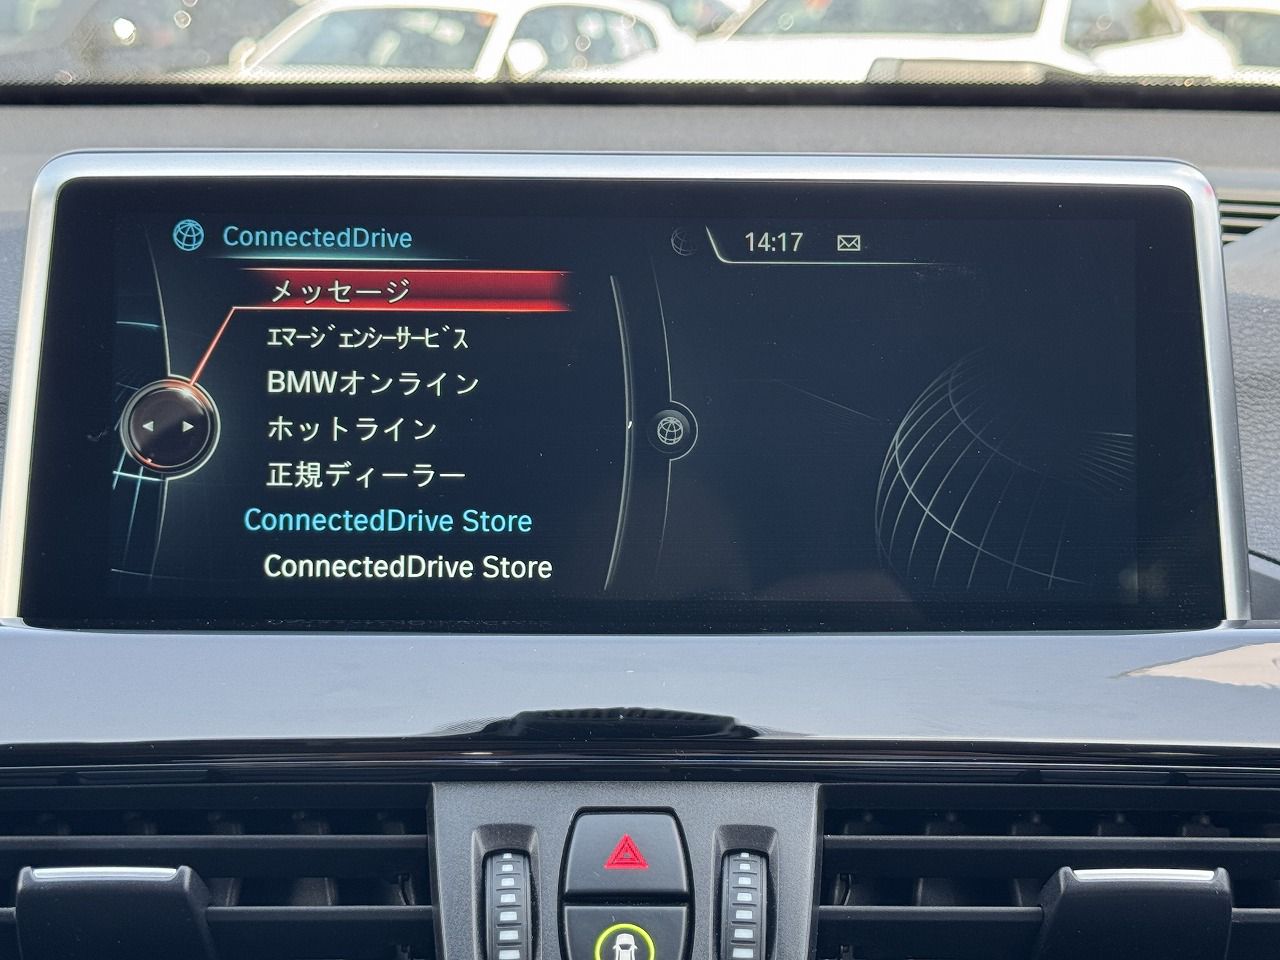 ConnectedDrive
14:17
メッセージ
ｴﾏｰｼﾞｪﾝｼｰｻｰﾋﾞｽ
BMWオンライン
ホットライン
正規ディーラー
ConnectedDrive Store
ConnectedDrive Store